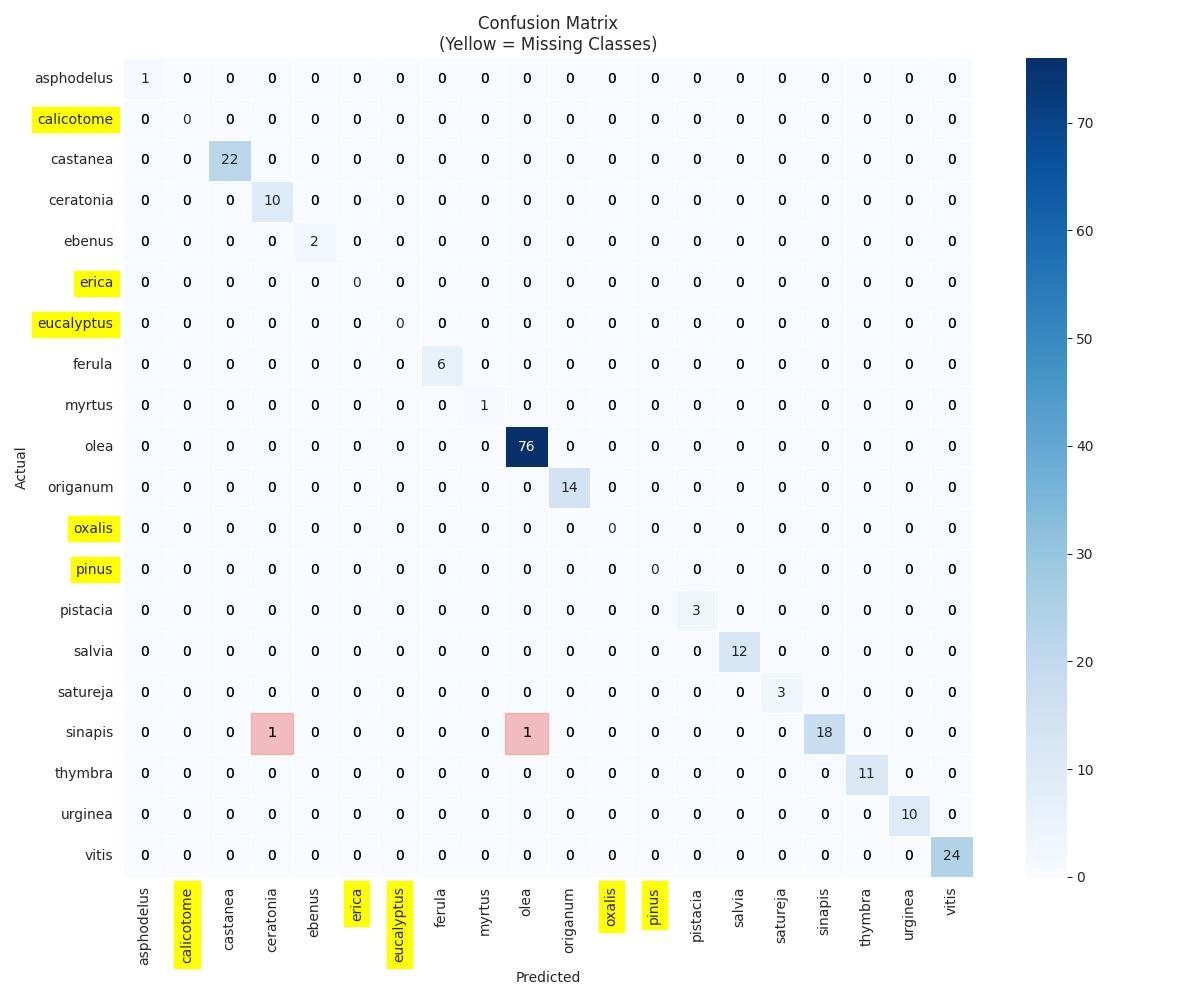 Confusion Matrix
(Yellow = Missing Classes)
asphodelus 1 0 0 0 0 0 0 0 0 0 0 0 0 0 0 0 0 0 0 0
calicotome 0 0 0 0 0 0 0 0 0 0 0 0 0 0 0 0 0 0 0 0
castanea 0 0 22 0 0 0 0 0 0 0 0 0 0 0 0 0 0 0 0 0
ceratonia 0 0 0 10 0 0 0 0 0 0 0 0 0 0 0 0 0 0 0 0
ebenus 0 0 0 0 2 0 0 0 0 0 0 0 0 0 0 0 0 0 0 0
erica 0 0 0 0 0 0 0 0 0 0 0 0 0 0 0 0 0 0 0 0
eucalyptus 0 0 0 0 0 0 0 0 0 0 0 0 0 0 0 0 0 0 0 0
ferula 0 0 0 0 0 0 0 6 0 0 0 0 0 0 0 0 0 0 0 0
myrtus 0 0 0 0 0 0 0 0 1 0 0 0 0 0 0 0 0 0 0 0
olea 0 0 0 0 0 0 0 0 0 76 0 0 0 0 0 0 0 0 0 0
origanum 0 0 0 0 0 0 0 0 0 0 14 0 0 0 0 0 0 0 0 0
oxalis 0 0 0 0 0 0 0 0 0 0 0 0 0 0 0 0 0 0 0 0
pinus 0 0 0 0 0 0 0 0 0 0 0 0 0 0 0 0 0 0 0 0
pistacia 0 0 0 0 0 0 0 0 0 0 0 0 0 3 0 0 0 0 0 0
salvia 0 0 0 0 0 0 0 0 0 0 0 0 0 0 12 0 0 0 0 0
satureja 0 0 0 0 0 0 0 0 0 0 0 0 0 0 0 3 0 0 0 0
sinapis 0 0 0 1 0 0 0 0 0 1 0 0 0 0 0 0 18 0 0 0
thymbra 0 0 0 0 0 0 0 0 0 0 0 0 0 0 0 0 0 11 0 0
urginea 0 0 0 0 0 0 0 0 0 0 0 0 0 0 0 0 0 0 10 0
vitis 0 0 0 0 0 0 0 0 0 0 0 0 0 0 0 0 0 0 0 24
asphodelus calicotome castanea ceratonia ebenus erica eucalyptus ferula myrtus olea origanum oxalis pinus pistacia salvia satureja sinapis thymbra urginea vitis
Predicted
Actual
70
60
50
40
30
20
10
0